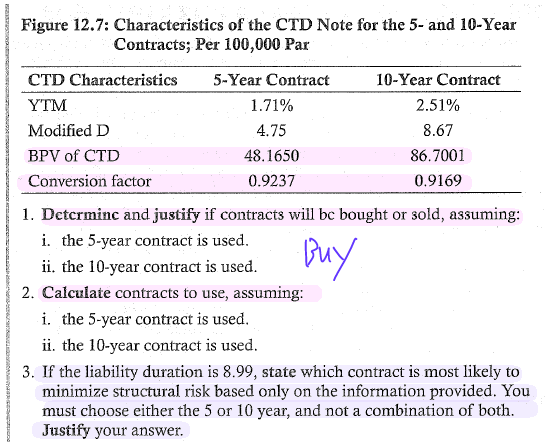 Figure 12.7: Characteristics of the CTD Note for the 5- and 10-Year
Contracts; Per 100,000 Par
CTD Characteristics 5-Year Contract 10-Year Contract
YTM 1.71% 2.51%
Modified D 4.75 8.67
BPV of CTD 48.1650 86.7001
Conversion factor 0.9237 0.9169
1. Determine and justify if contracts will be bought or sold, assuming:
i. the 5-year contract is used.
ii. the 10-year contract is used.
Buy
2. Calculate contracts to use, assuming:
i. the 5-year contract is used.
ii. the 10-year contract is used.
3. If the liability duration is 8.99, state which contract is most likely to
minimize structural risk based only on the information provided. You
must choose either the 5 or 10 year, and not a combination of both.
Justify your answer.